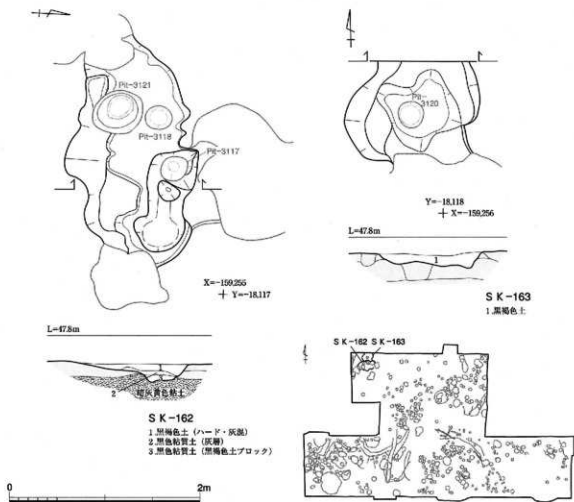 Pit-3121
Pit-3118
Pit-3117
X=-159,255
Y=-18,117
L=47.8m
1
2
暗灰黄色粘土
SK-162
1.黒褐色土（ハード・灰混）
2.黒色粘質土（灰層）
3.黒色粘質土（黒褐色土ブロック）
0 2m
Pit-3120
Y=-18,118
X=-159,256
L=47.8m
1
SK-163
1.黒褐色土
SK-162 SK-163